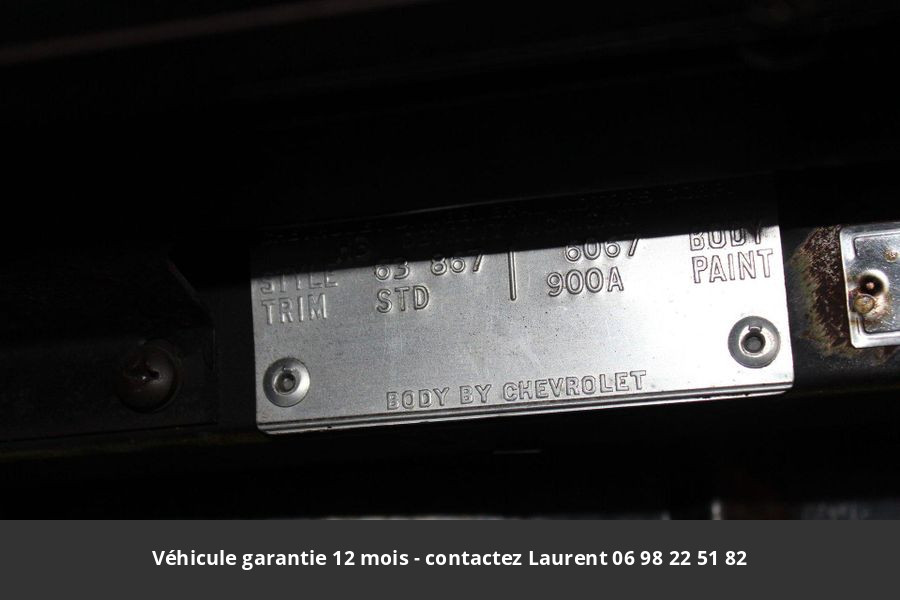 STYLE 63 867 6067 BODY
TRIM STD 900A PAINT
BODY BY CHEVROLET
Véhicule garantie 12 mois - contactez Laurent 06 98 22 51 82